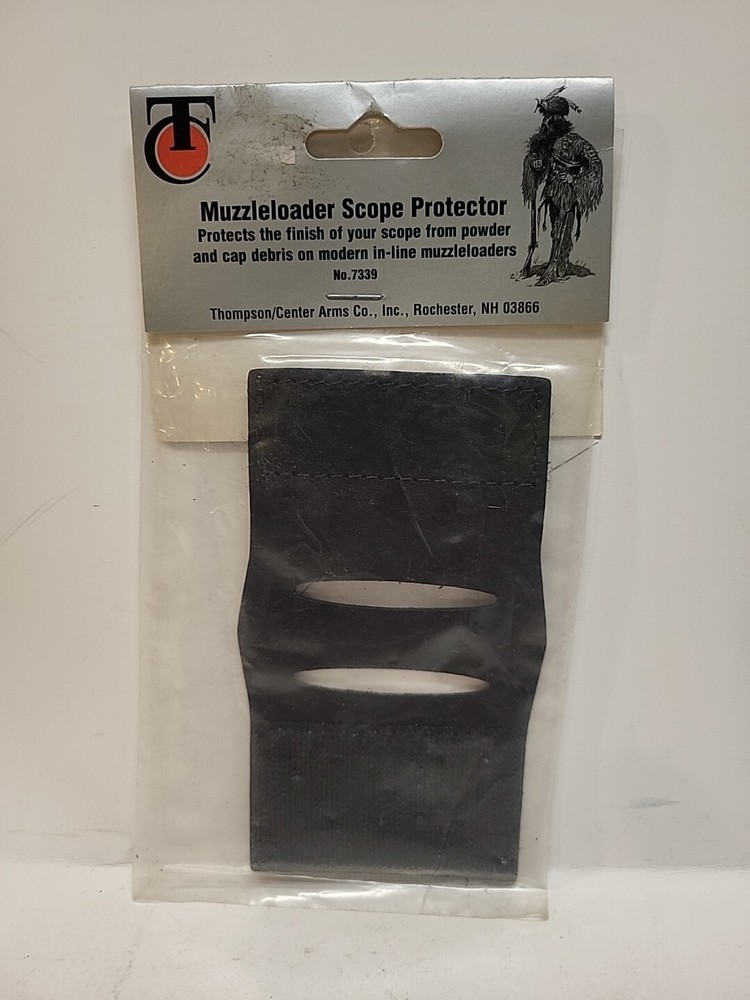 TC
Muzzleloader Scope Protector
Protects the finish of your scope from powder
and cap debris on modern in-line muzzleloaders
No.7339
Thompson/Center Arms Co., Inc., Rochester, NH 03866